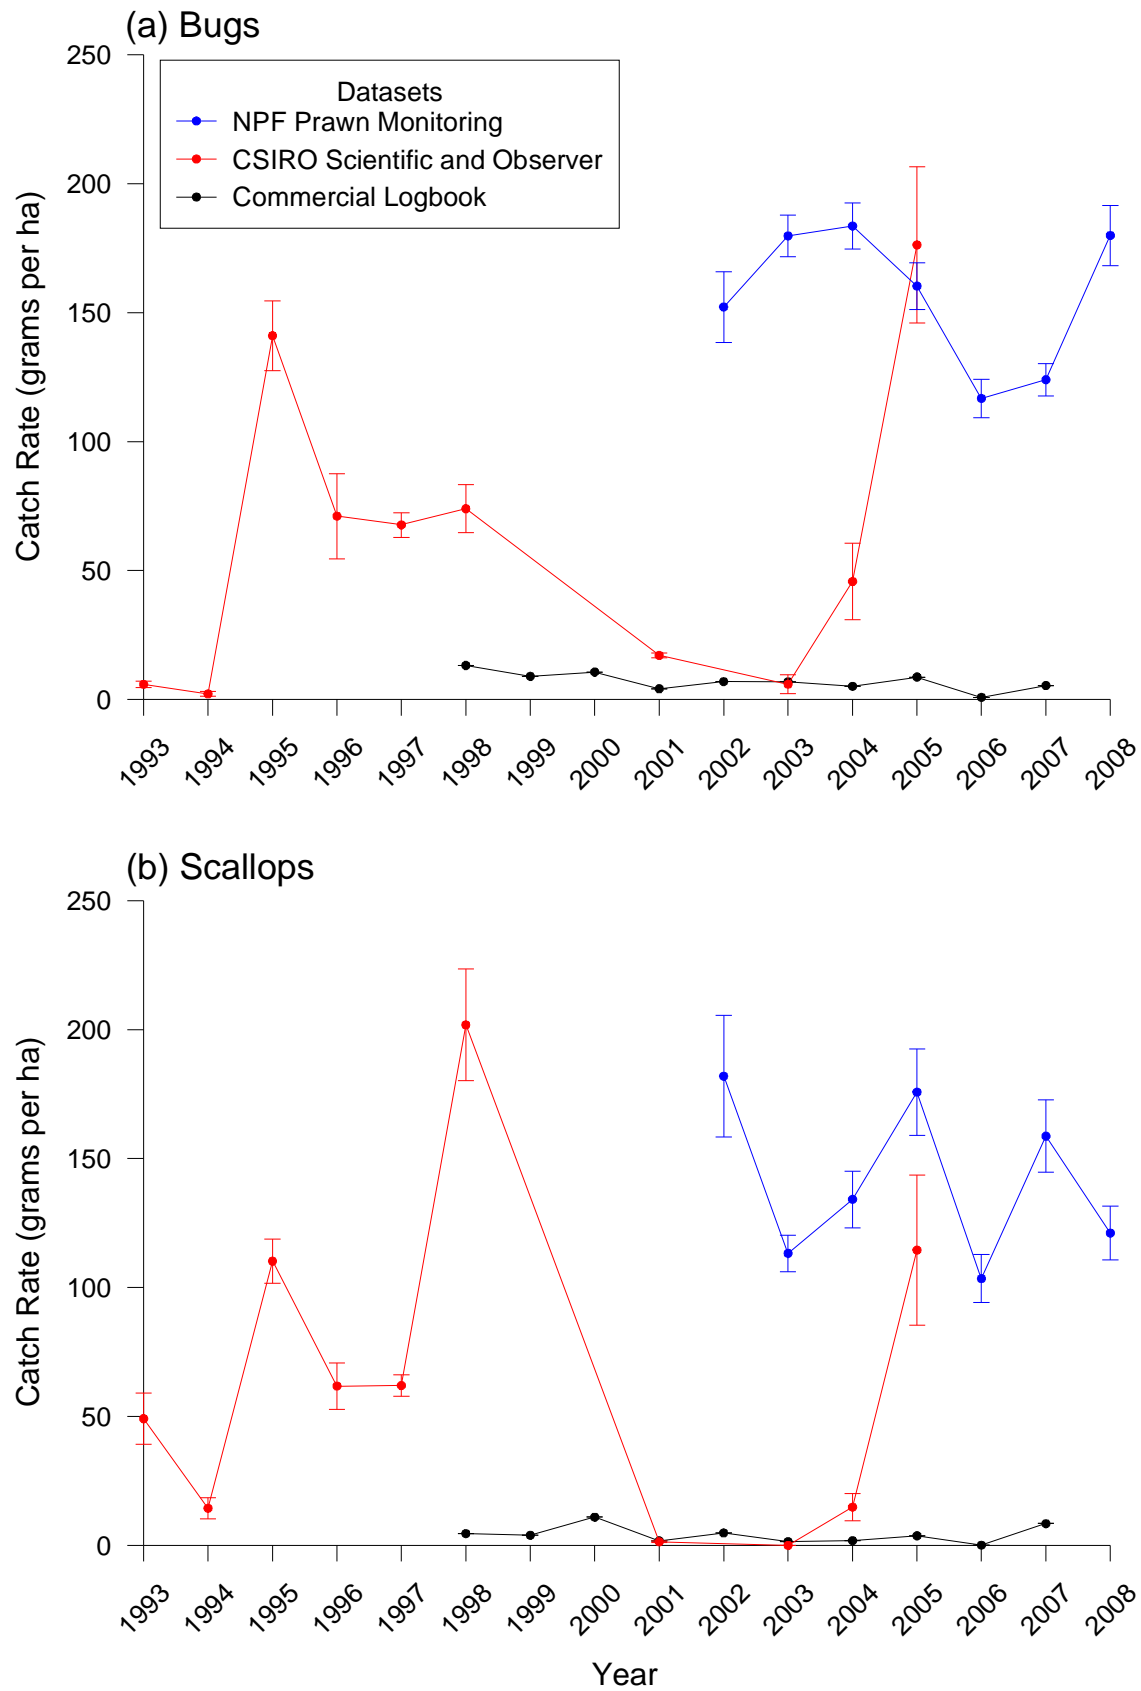 (a) Bugs
250
200
150
100
50
0
Catch Rate (grams per ha)
Datasets
NPF Prawn Monitoring
CSIRO Scientific and Observer
Commercial Logbook
1993 1994 1995 1996 1997 1998 1999 2000 2001 2002 2003 2004 2005 2006 2007 2008
(b) Scallops
250
200
150
100
50
0
Catch Rate (grams per ha)
1993 1994 1995 1996 1997 1998 1999 2000 2001 2002 2003 2004 2005 2006 2007 2008
Year